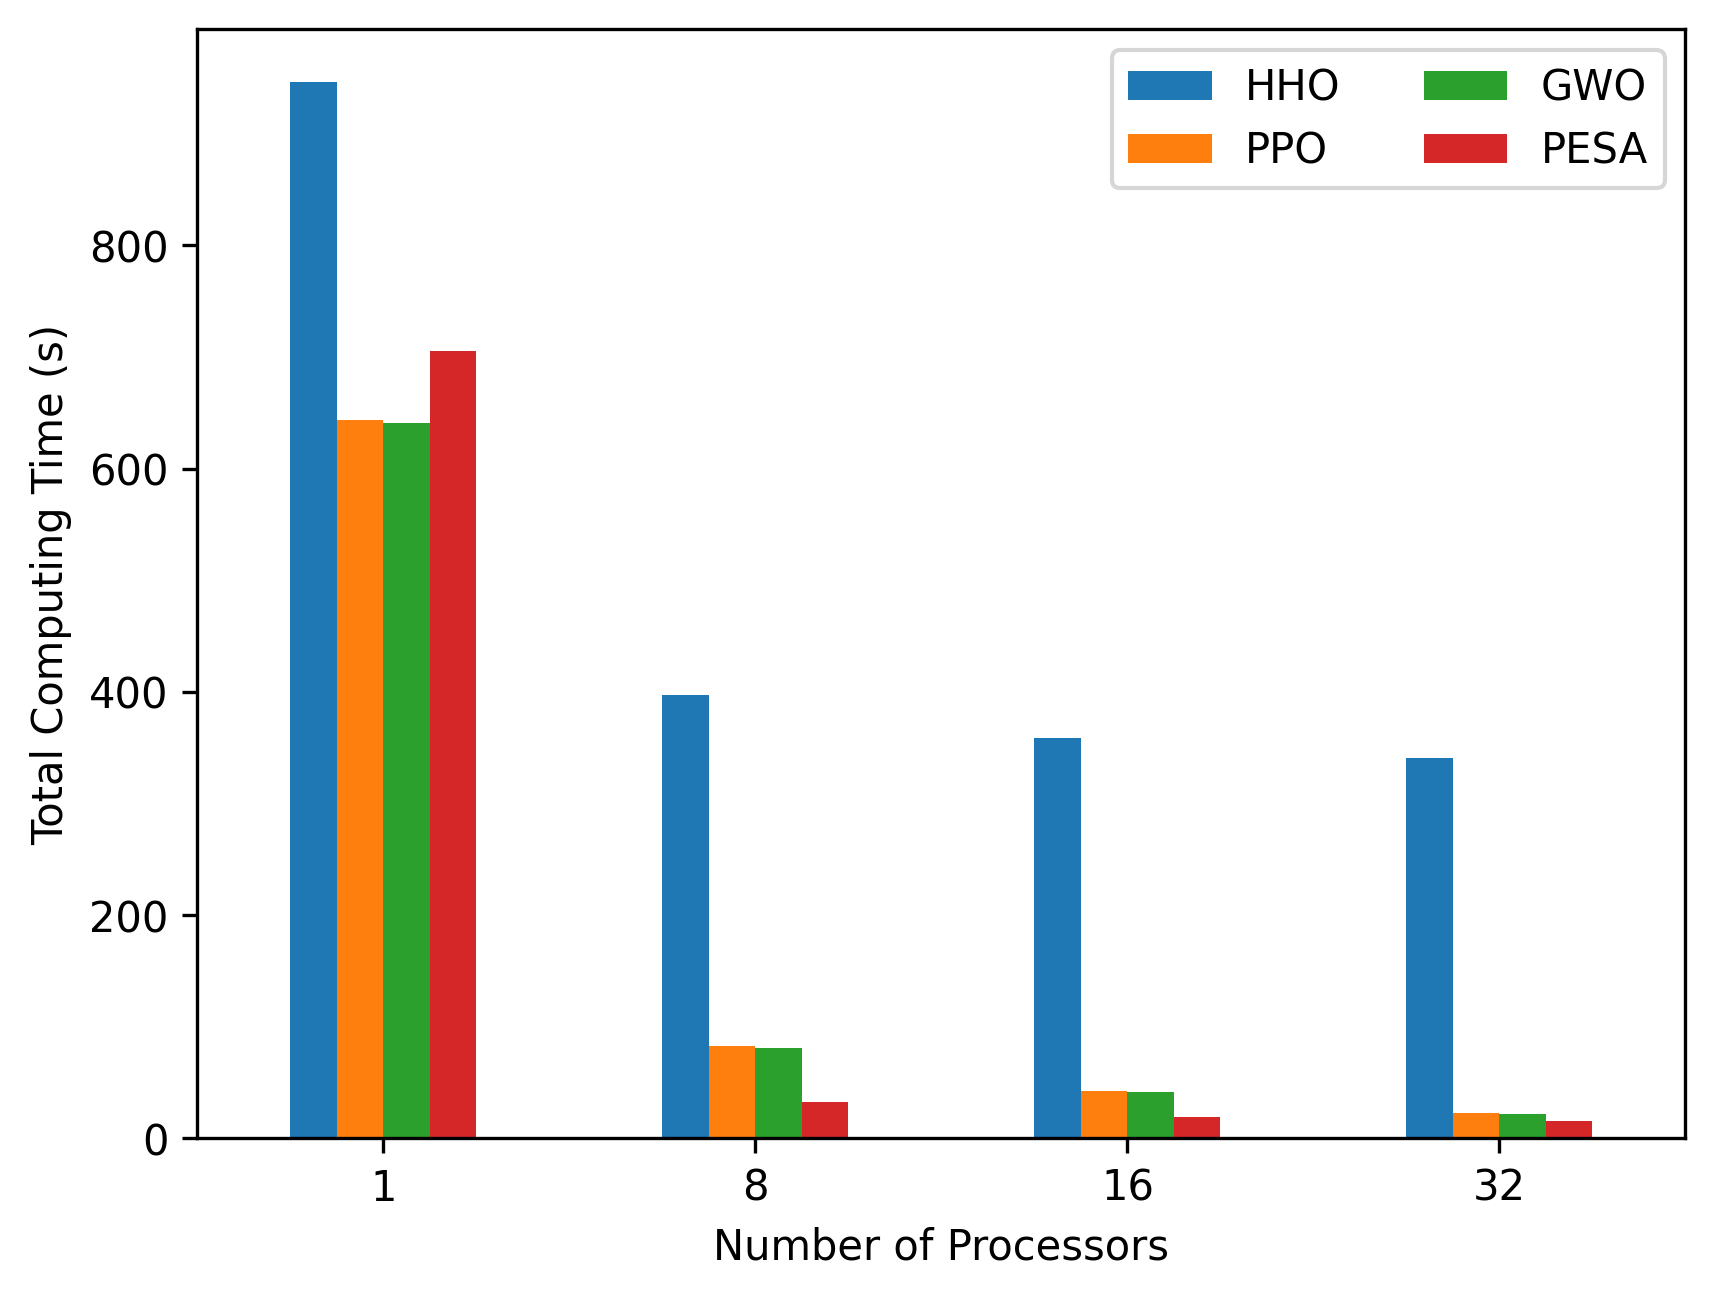 HHO
PPO
GWO
PESA
800
600
400
200
0
Total Computing Time (s)
1
8
16
32
Number of Processors